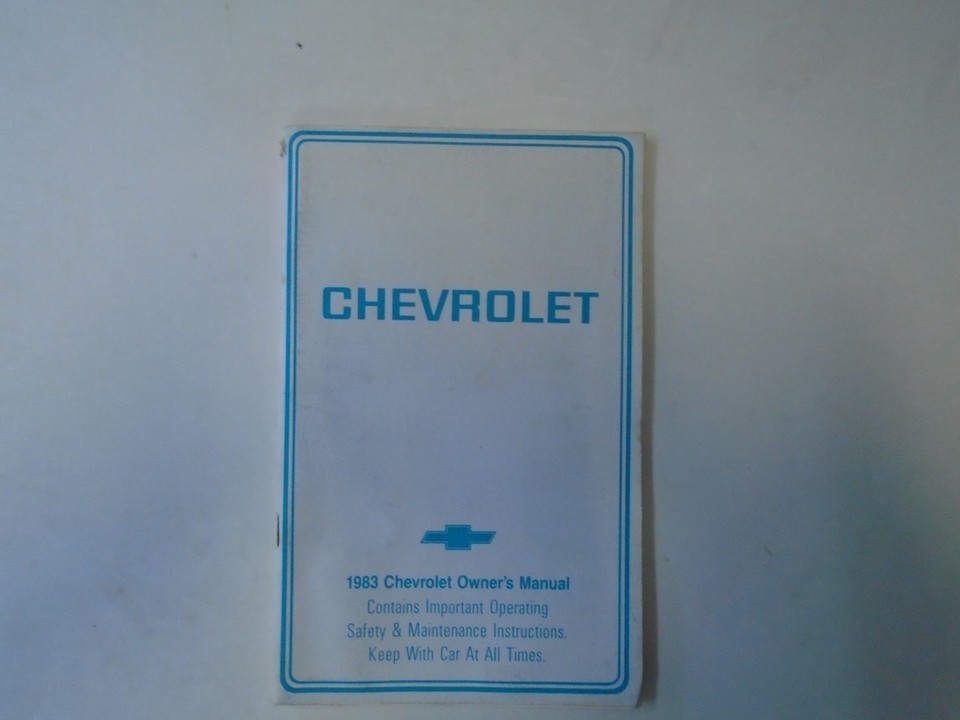 CHEVROLET
1983 Chevrolet Owner's Manual
Contains Important Operating
Safety & Maintenance Instructions.
Keep With Car At All Times.